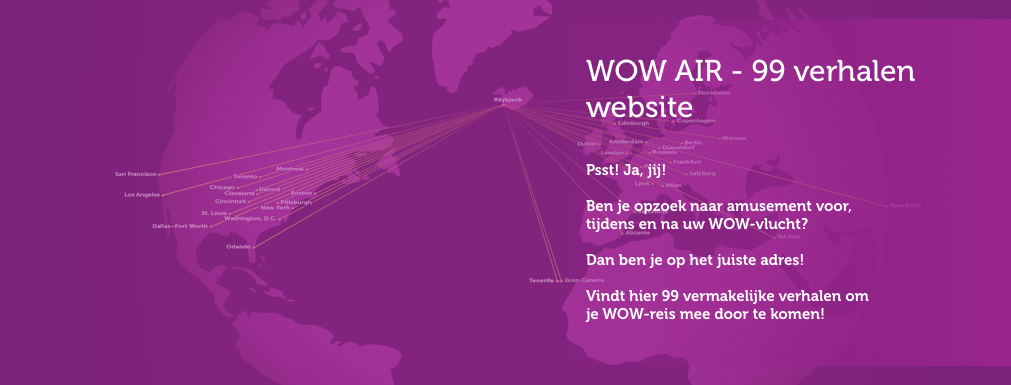 WOW AIR - 99 verhalen
website
Psst! Ja, jij!
Ben je opzoek naar amusement voor,
tijdens en na uw WOW-vlucht?
Dan ben je op het juiste adres!
Vindt hier 99 vermakelijke verhalen om
je WOW-reis mee door te komen!
Reykjavik
Stockholm
Edinburgh
Copenhagen
Dublin
Amsterdam
Berlin
Warsaw
Düsseldorf
London
Brussels
Frankfurt
Salzburg
Lyon
Milan
Alicante
Tel Aviv
New Delhi
San Francisco
Los Angeles
Toronto
Montréal
Chicago
Detroit
Cleveland
Boston
Cincinnati
Pittsburgh
New York
St. Louis
Washington, D.C.
Dallas–Fort Worth
Orlando
Tenerife
Gran Canaria